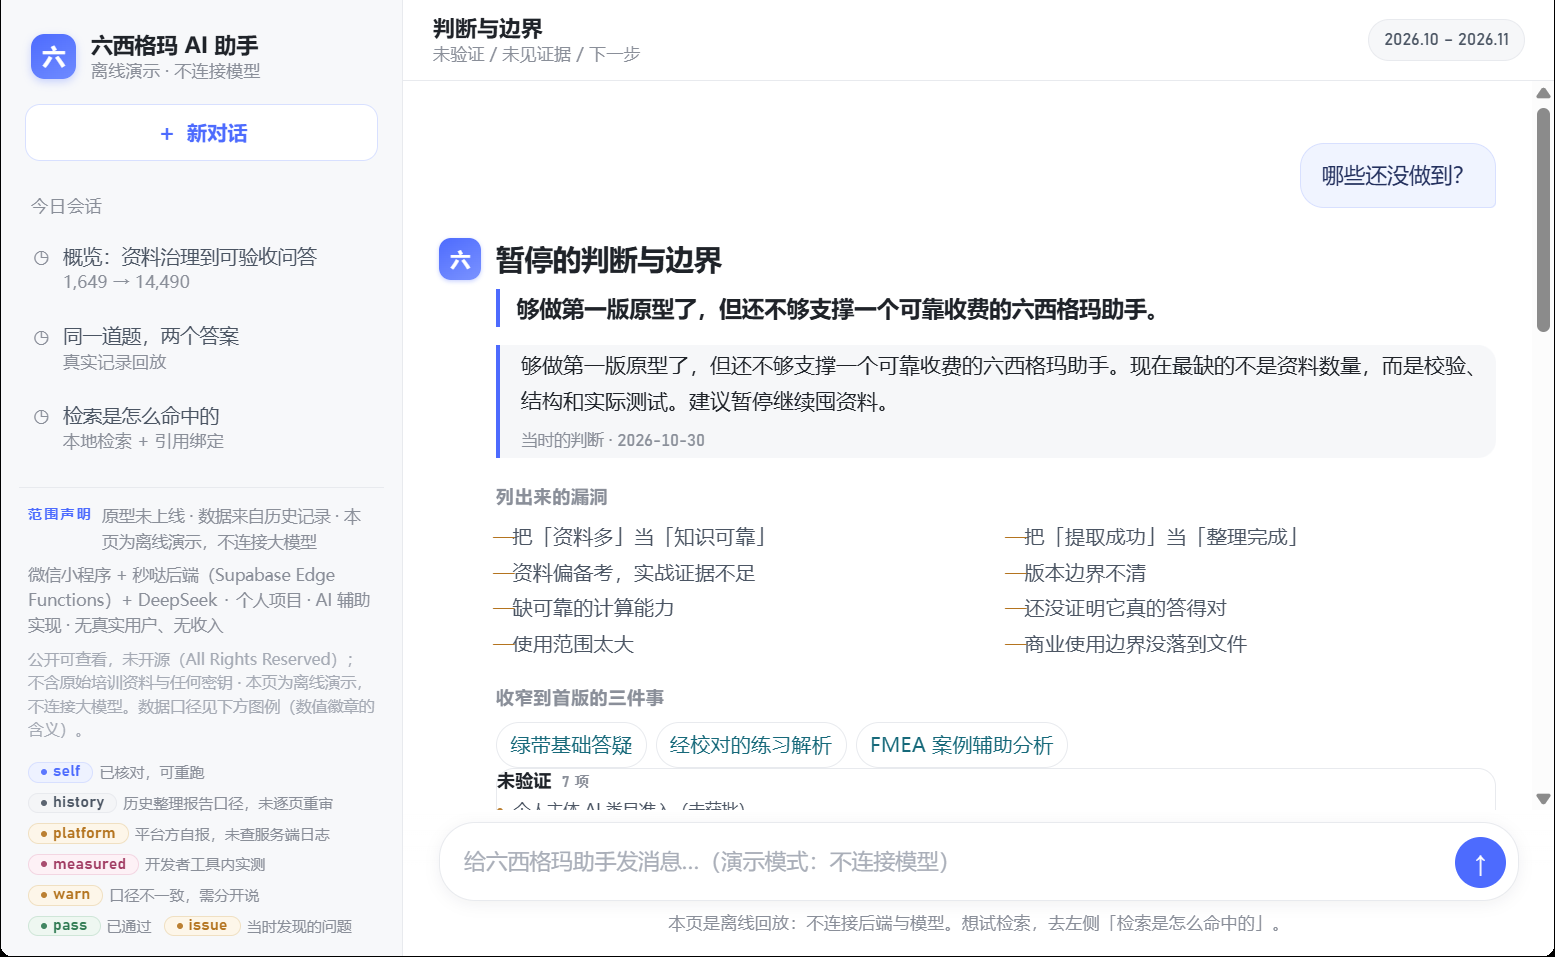 六
六西格玛 AI 助手
离线演示 · 不连接模型
+ 新对话
今日会话
概览：资料治理到可验收问答
1,649 → 14,490
同一道题，两个答案
真实记录回放
检索是怎么命中的
本地检索 + 引用绑定
范围声明 原型未上线 · 数据来自历史记录 · 本
页为离线演示，不连接大模型
微信小程序 + 秒哒后端（Supabase Edge
Functions）+ DeepSeek · 个人项目 · AI 辅助
实现 · 无真实用户、无收入
公开可查看，未开源（All Rights Reserved）；
不含原始培训资料与任何密钥 · 本页为离线演示，
不连接大模型。数据口径见下方图例（数值徽章的
含义）。
self 已核对，可重跑
history 历史整理报告口径，未逐页重审
platform 平台方自报，未查服务端日志
measured 开发者工具内实测
warn 口径不一致，需分开说
pass 已通过 issue 当时发现的问题
判断与边界
未验证 / 未见证据 / 下一步
2026.10 – 2026.11
哪些还没做到？
六
暂停的判断与边界
够做第一版原型了，但还不够支撑一个可靠收费的六西格玛助手。
够做第一版原型了，但还不够支撑一个可靠收费的六西格玛助手。现在最缺的不是资料数量，而是校验、
结构和实际测试。建议暂停继续囤资料。
当时的判断 · 2026-10-30
列出来的漏洞
—把「资料多」当「知识可靠」
—把「提取成功」当「整理完成」
—资料偏备考，实战证据不足
—版本边界不清
—缺可靠的计算能力
—还没证明它真的答得对
—使用范围太大
—商业使用边界没落到文件
收窄到首版的三件事
绿带基础答疑
经校对的练习解析
FMEA 案例辅助分析
未验证 7 项
个人主体 AI 类目准入（未获批）
给六西格玛助手发消息...（演示模式：不连接模型）
↑
本页是离线回放：不连接后端与模型。想试检索，去左侧「检索是怎么命中的」。